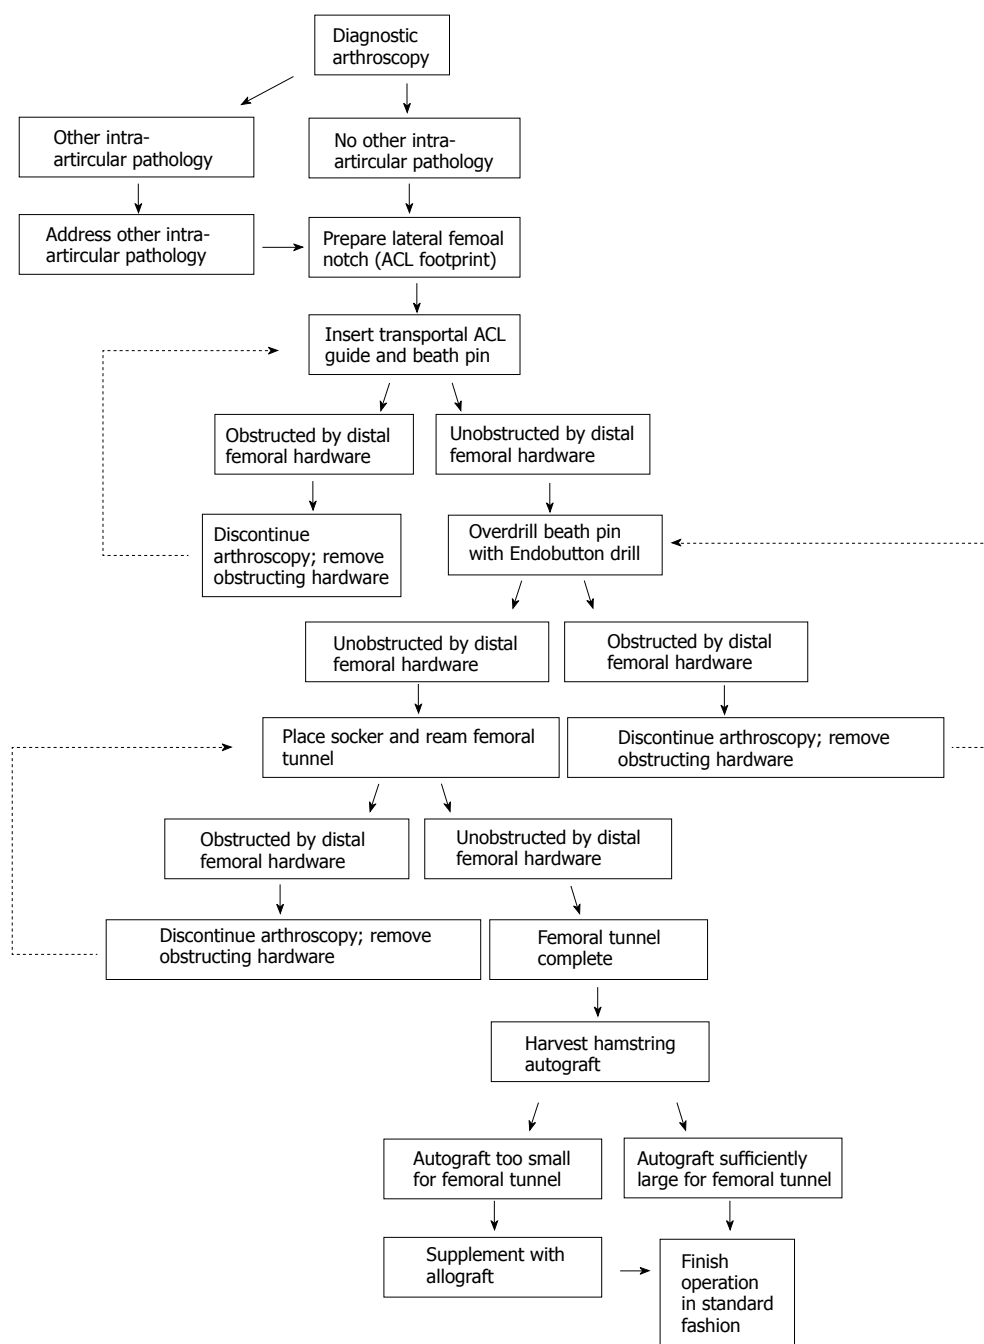 Diagnostic
arthroscopy
Other intra-
artircular pathology
No other intra-
artircular pathology
Address other intra-
artircular pathology
Prepare lateral femoal
notch (ACL footprint)
Insert transportal ACL
guide and beath pin
Obstructed by distal
femoral hardware
Unobstructed by distal
femoral hardware
Discontinue
arthroscopy; remove
obstructing hardware
Overdrill beath pin
with Endobutton drill
Unobstructed by distal
femoral hardware
Obstructed by distal
femoral hardware
Place socker and ream femoral
tunnel
Discontinue arthroscopy; remove
obstructing hardware
Obstructed by distal
femoral hardware
Unobstructed by distal
femoral hardware
Discontinue arthroscopy; remove
obstructing hardware
Femoral tunnel
complete
Harvest hamstring
autograft
Autograft too small
for femoral tunnel
Autograft sufficiently
large for femoral tunnel
Supplement with
allograft
Finish
operation
in standard
fashion